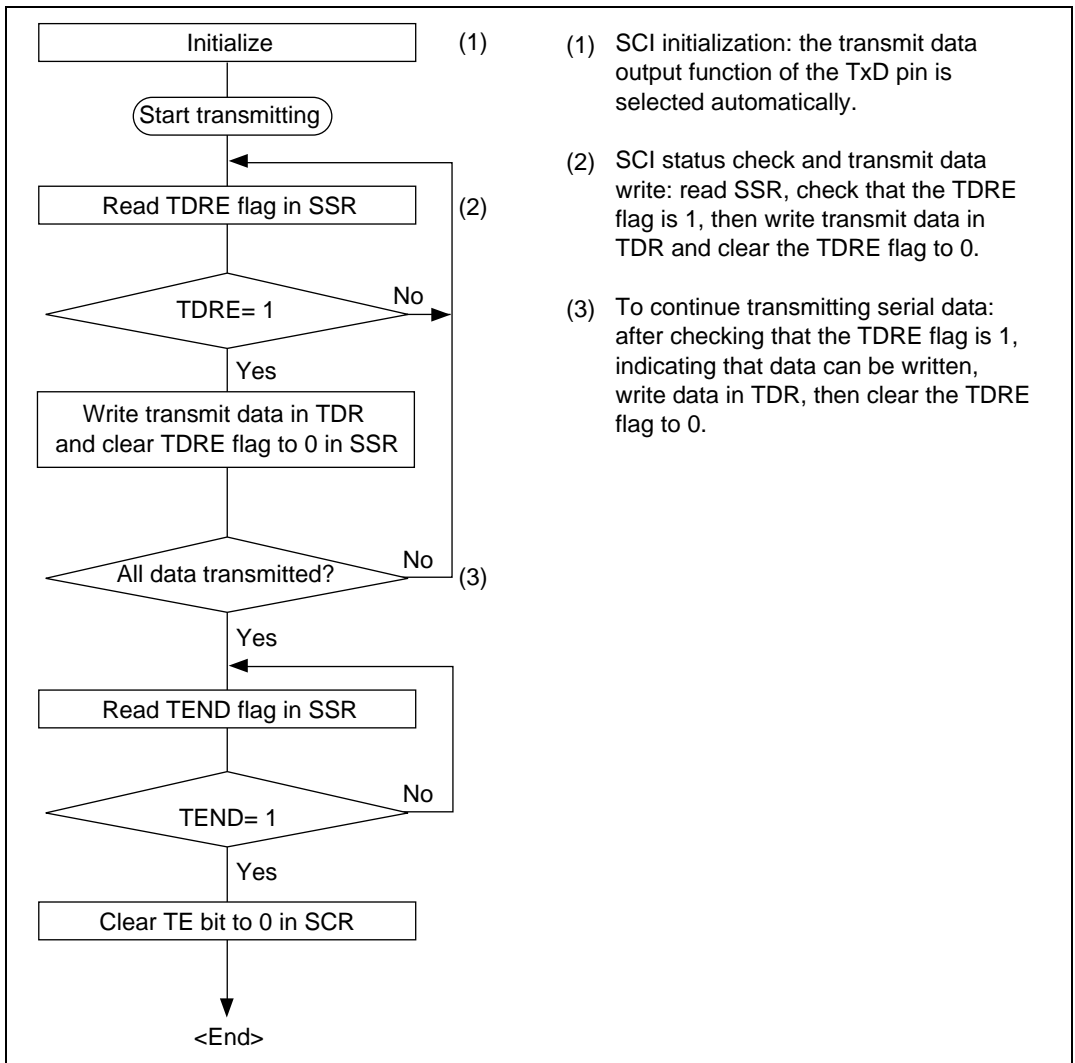 Initialize
(1)
Start transmitting
Read TDRE flag in SSR
(2)
TDRE= 1
No
Yes
Write transmit data in TDR
and clear TDRE flag to 0 in SSR
All data transmitted?
No
(3)
Yes
Read TEND flag in SSR
TEND= 1
No
Yes
Clear TE bit to 0 in SCR
<End>
(1) SCI initialization: the transmit data
output function of the TxD pin is
selected automatically.
(2) SCI status check and transmit data
write: read SSR, check that the TDRE
flag is 1, then write transmit data in
TDR and clear the TDRE flag to 0.
(3) To continue transmitting serial data:
after checking that the TDRE flag is 1,
indicating that data can be written,
write data in TDR, then clear the TDRE
flag to 0.